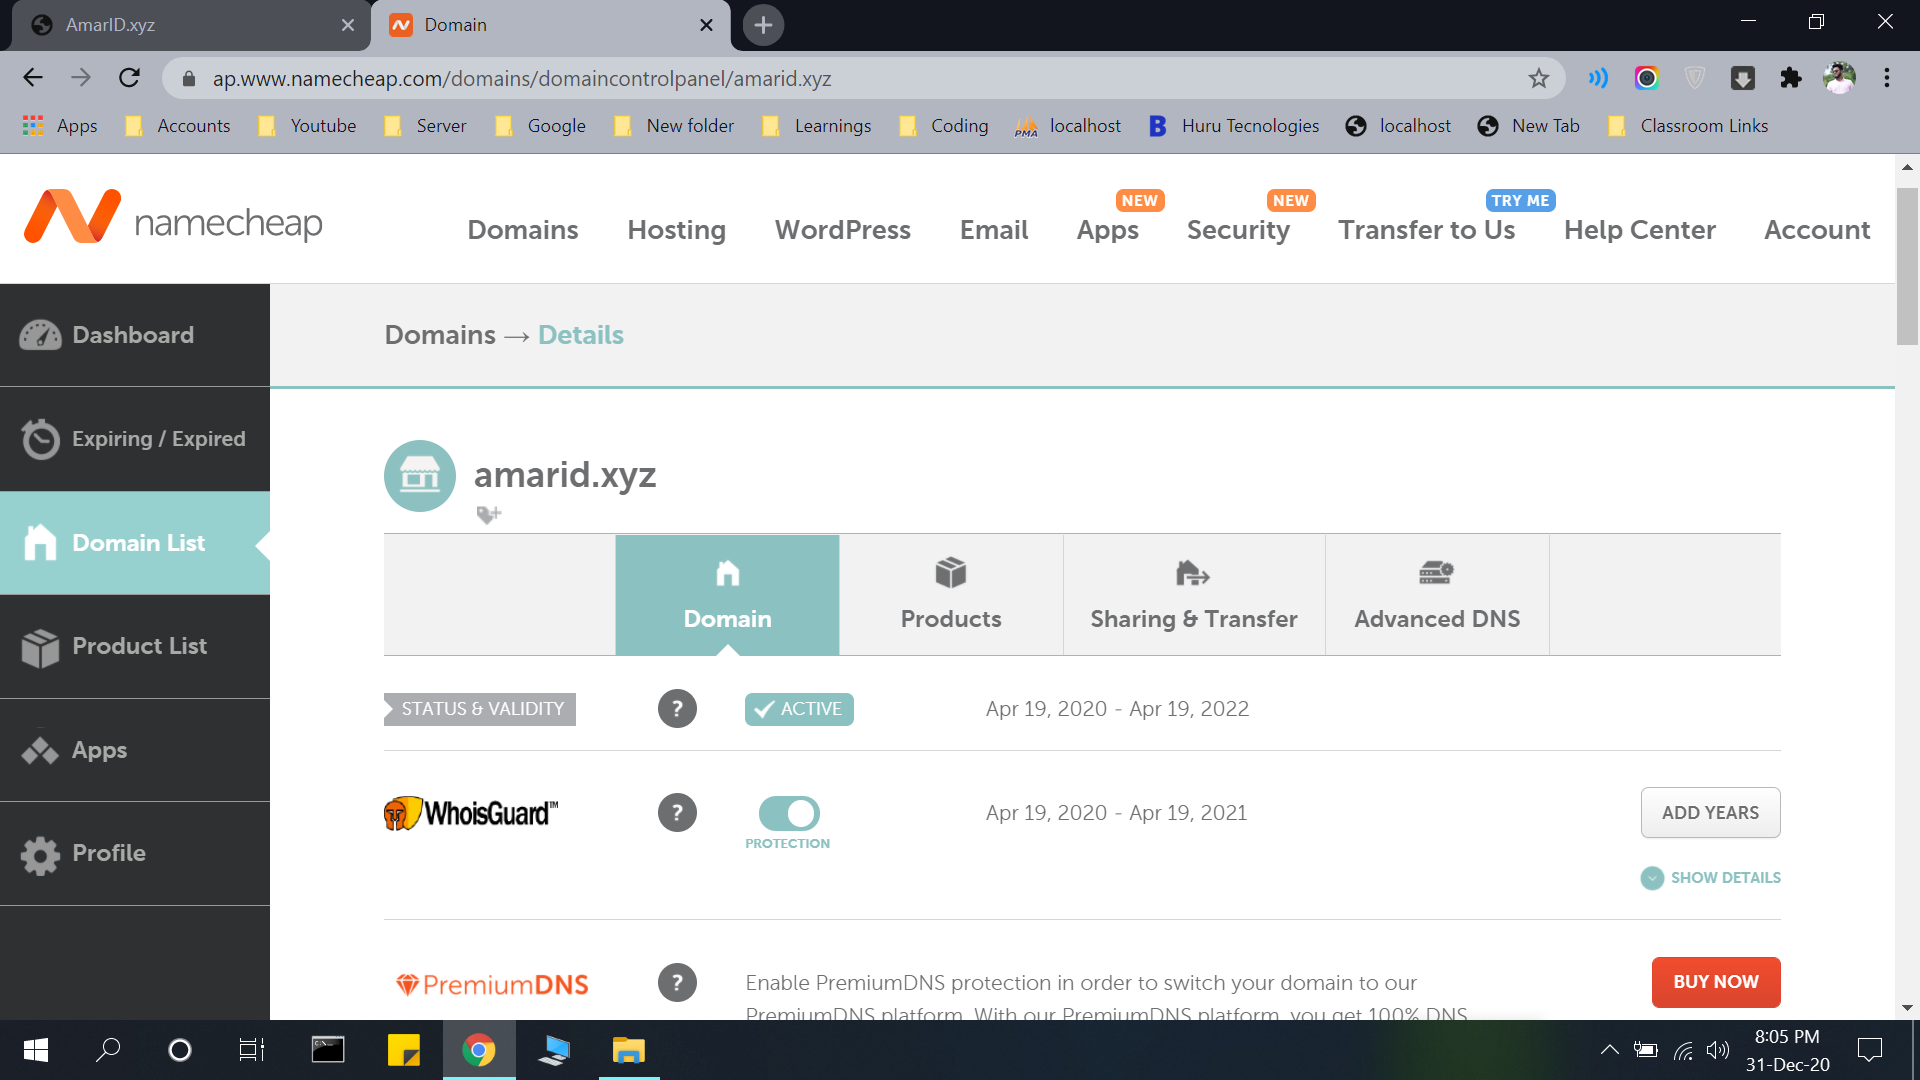 AmarID.xyz
Domain
ap.www.namecheap.com/domains/domaincontrolpanel/amarid.xyz
Apps Accounts Youtube Server Google New folder Learnings Coding localhost Huru Tecnologies localhost New Tab Classroom Links
namecheap
Domains Hosting WordPress Email Apps NEW Security NEW Transfer to Us TRY ME Help Center Account
Dashboard
Expiring / Expired
Domain List
Product List
Apps
Profile
Domains → Details
amarid.xyz
Domain Products Sharing & Transfer Advanced DNS
STATUS & VALIDITY ? ACTIVE Apr 19, 2020 - Apr 19, 2022
WhoisGuard™ ? PROTECTION Apr 19, 2020 - Apr 19, 2021 ADD YEARS
SHOW DETAILS
PremiumDNS ? Enable PremiumDNS protection in order to switch your domain to our BUY NOW
PremiumDNS platform. With our PremiumDNS platform, you get 100% DNS
8:05 PM
31-Dec-20